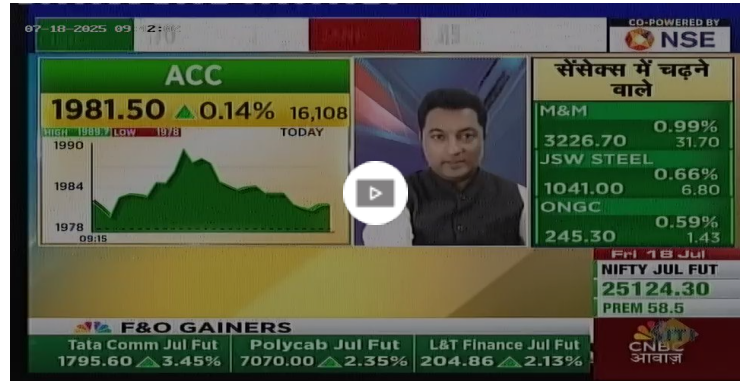 07-18-2025 09
CO-POWERED BY
NSE
ACC
1981.50 0.14% 16,108
HIGH 1989.7 LOW 1978 TODAY
1990
1984
1978
09:15
सेंसेक्स में चढ़ने
वाले
M&M
0.99%
3226.70 31.70
JSW STEEL
0.66%
1041.00 6.80
ONGC
0.59%
245.30 1.43
Fri 18 Jul
NIFTY JUL FUT
25124.30
PREM 58.5
F&O GAINERS
Tata Comm Jul Fut
1795.60 3.45%
Polycab Jul Fut
7070.00 2.35%
L&T Finance Jul Fut
204.86 2.13%
CNBC
आवाज़